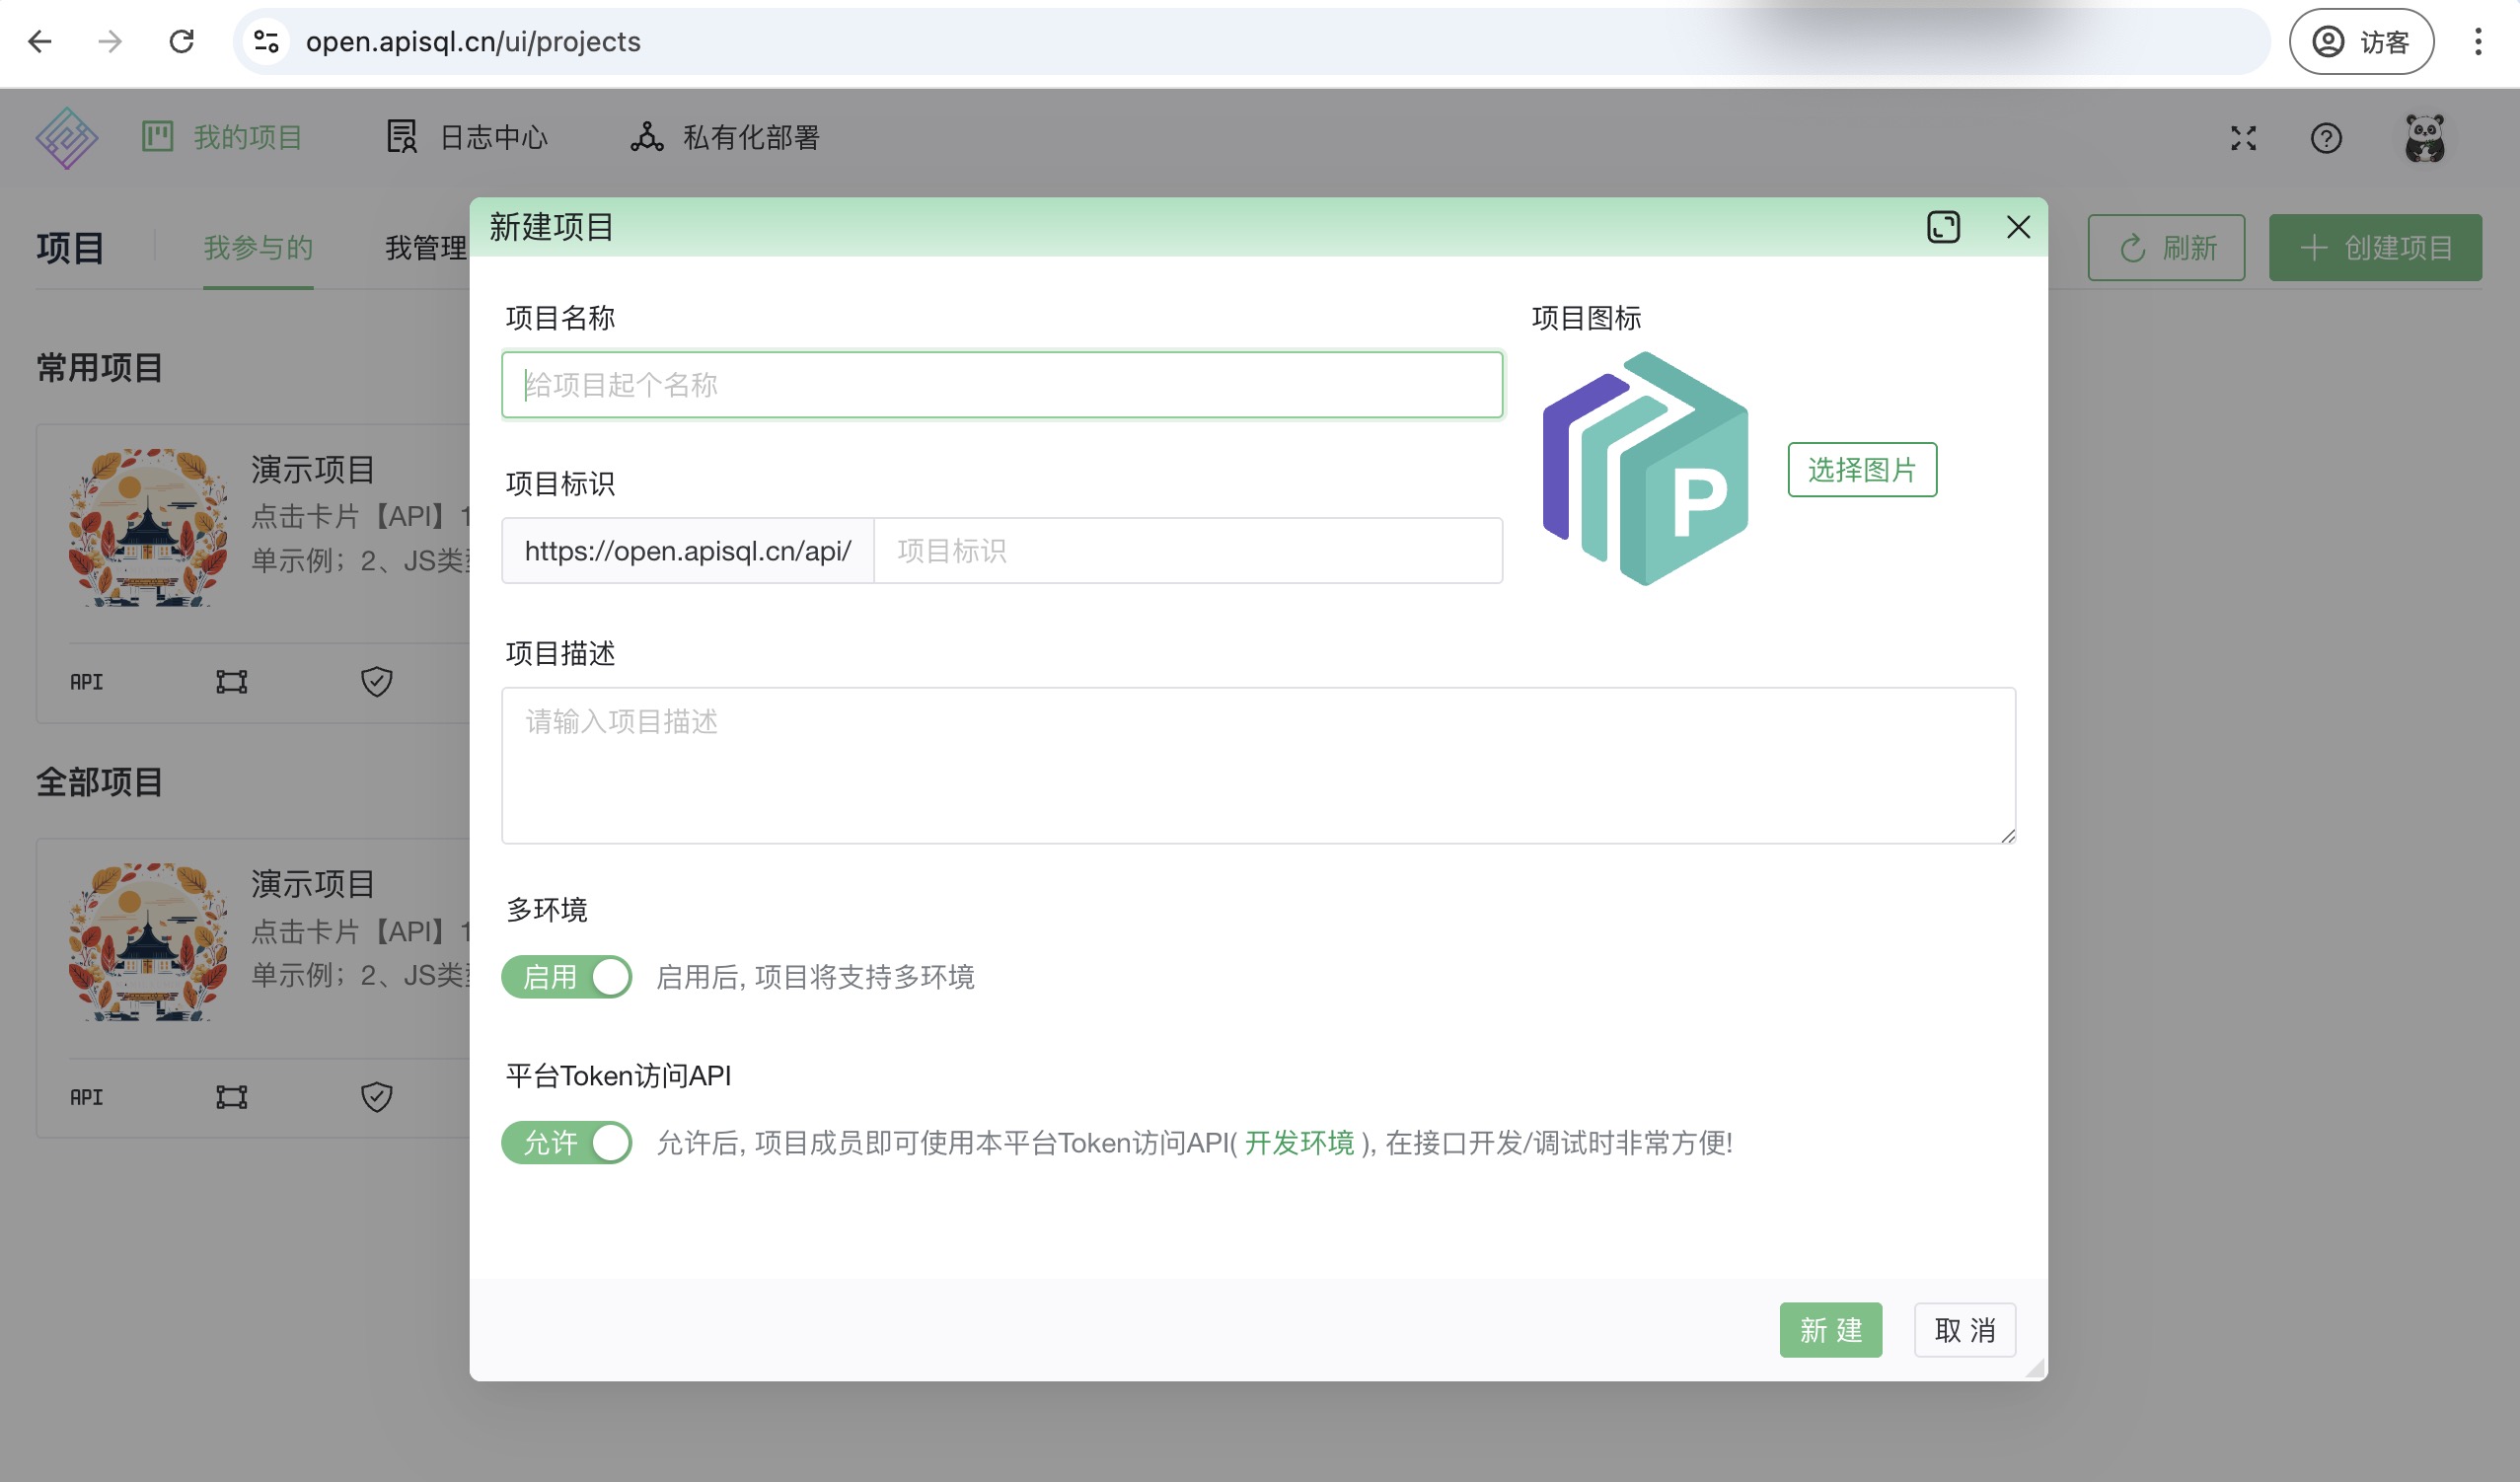 open.apisql.cn/ui/projects
访客
我的项目
日志中心
私有化部署
项目
我参与的
我管理
刷新
创建项目
常用项目
演示项目
点击卡片【API】1
单示例；2、JS类
API
全部项目
演示项目
点击卡片【API】1
单示例；2、JS类
API
新建项目
项目名称
给项目起个名称
项目图标
P
选择图片
项目标识
https://open.apisql.cn/api/
项目标识
项目描述
请输入项目描述
多环境
启用
启用后, 项目将支持多环境
平台Token访问API
允许
允许后, 项目成员即可使用本平台Token访问API( 开发环境 ), 在接口开发/调试时非常方便!
新 建
取 消